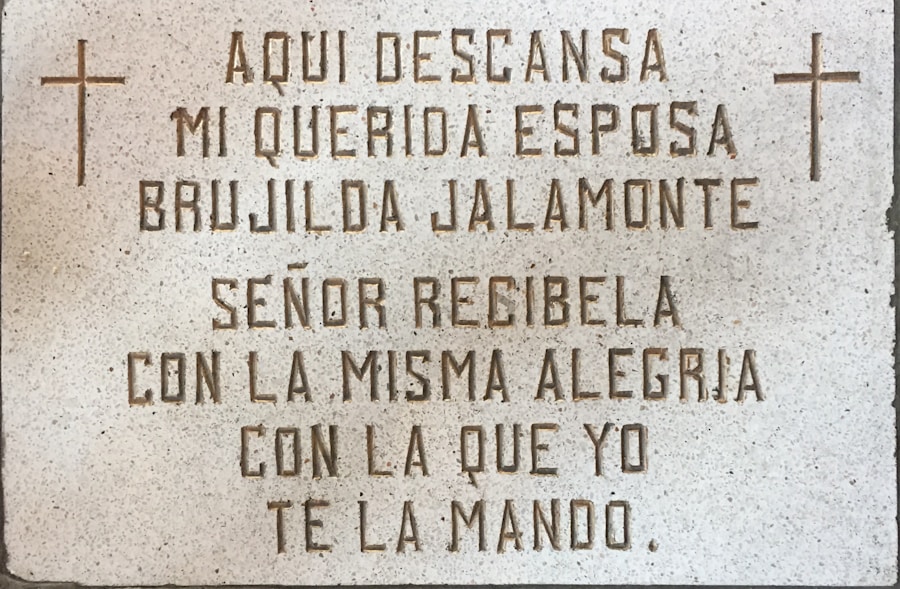 AQUI DESCANSA
MI QUERIDA ESPOSA
BRUJILDA JALAMONTE
SEÑOR RECIBELA
CON LA MISMA ALEGRIA
CON LA QUE YO
TE LA MANDO.